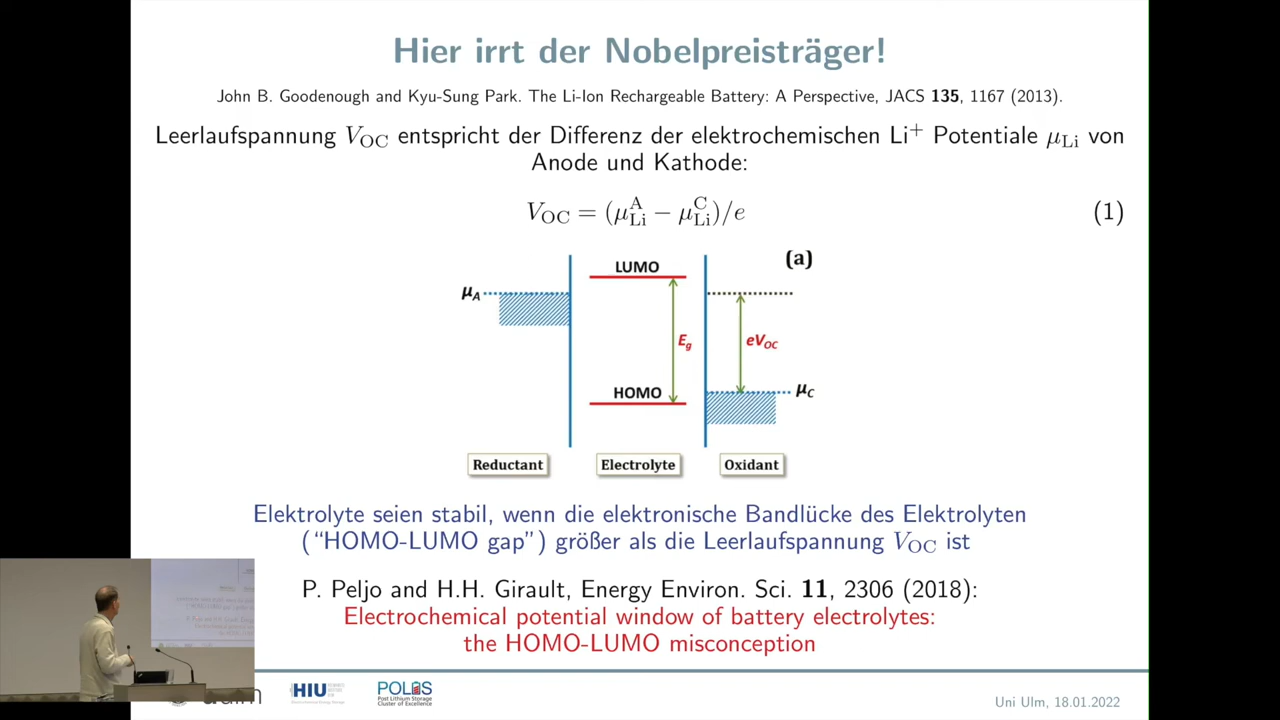 Hier irrt der Nobelpreisträger!
John B. Goodenough and Kyu-Sung Park. The Li-Ion Rechargeable Battery: A Perspective, JACS 135, 1167 (2013).
Leerlaufspannung V_OC entspricht der Differenz der elektrochemischen Li⁺ Potentiale μ_Li von
Anode und Kathode:
V_OC = (μ_Li^A − μ_Li^C)/e (1)
(a)
LUMO
μ_A
E_g
eV_OC
HOMO
μ_C
Reductant
Electrolyte
Oxidant
Elektrolyte seien stabil, wenn die elektronische Bandlücke des Elektrolyten
("HOMO-LUMO gap") größer als die Leerlaufspannung V_OC ist
P. Peljo and H.H. Girault, Energy Environ. Sci. 11, 2306 (2018):
Electrochemical potential window of battery electrolytes:
the HOMO-LUMO misconception
HIU
POLiS
Post Lithium Storage
Cluster of Excellence
Uni Ulm, 18.01.2022